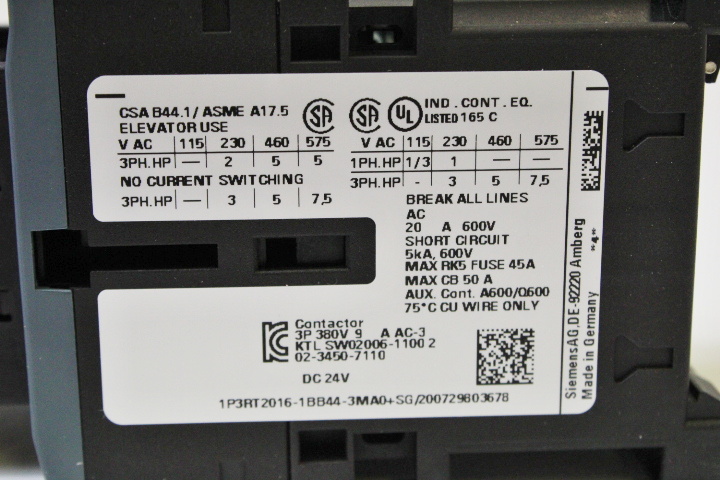 CSA B44.1/ ASME A17.5
ELEVATOR USE
V AC 115 230 460 575
3PH.HP — 2 5 5
NO CURRENT SWITCHING
3PH.HP — 3 5 7,5
SA SA UL IND. CONT. EQ.
LISTED 165 C
V AC 115 230 460 575
1PH.HP 1/3 1 — —
3PH.HP - 3 5 7,5
BREAK ALL LINES
AC
20 A 600V
SHORT CIRCUIT
5kA, 600V
MAX RK5 FUSE 45A
MAX CB 50 A
AUX. Cont. A600/Q600
75°C CU WIRE ONLY
Contactor
3P 380V 9 A AC-3
KTL SW02006-1100 2
02-3450-7110
DC 24V
1P3RT2016-1BB44-3MA0+SG/200729803678
SiemensAG,DE-92220 Amberg
Made in Germany *4*